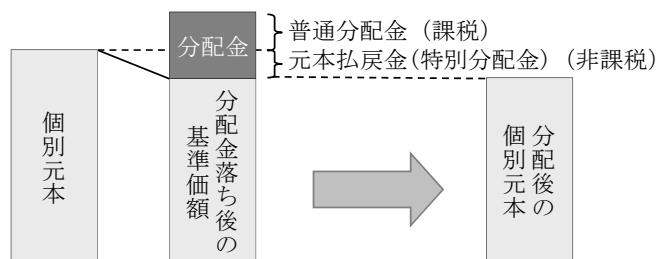 普通分配金（課税）
分配金
元本払戻金(特別分配金)（非課税）
個別元本
分配金落ち後の
基準価額
分配後の
個別元本